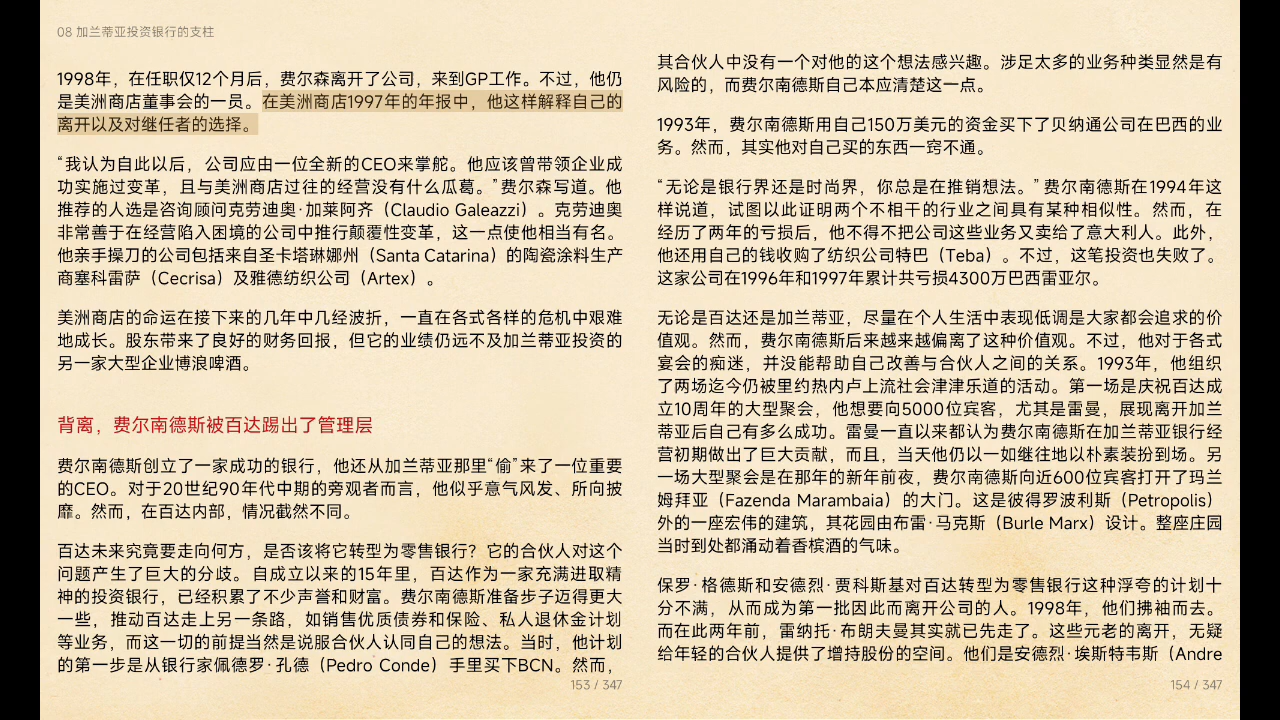 08 加兰蒂亚投资银行的支柱
1998年，在任职仅12个月后，费尔森离开了公司，来到GP工作。不过，他仍
是美洲商店董事会的一员。在美洲商店1997年的年报中，他这样解释自己的
离开以及对继任者的选择。
“我认为自此以后，公司应由一位全新的CEO来掌舵。他应该曾带领企业成
功实施过变革，且与美洲商店过往的经营没有什么瓜葛。”费尔森写道。他
推荐的人选是咨询顾问克劳迪奥·加莱阿齐（Claudio Galeazzi）。克劳迪奥
非常善于在经营陷入困境的公司中推行颠覆性变革，这一点使他相当有名。
他亲手操刀的公司包括来自圣卡塔琳娜州（Santa Catarina）的陶瓷涂料生产
商塞科雷萨（Cecrisa）及雅德纺织公司（Artex）。
美洲商店的命运在接下来的几年中几经波折，一直在各式各样的危机中艰难
地成长。股东带来了良好的财务回报，但它的业绩仍远不及加兰蒂亚投资的
另一家大型企业博浪啤酒。
背离，费尔南德斯被百达踢出了管理层
费尔南德斯创立了一家成功的银行，他还从加兰蒂亚那里“偷”来了一位重要
的CEO。对于20世纪90年代中期的旁观者而言，他似乎意气风发、所向披
靡。然而，在百达内部，情况截然不同。
百达未来究竟要走向何方，是否该将它转型为零售银行？它的合伙人对这个
问题产生了巨大的分歧。自成立以来的15年里，百达作为一家充满进取精
神的投资银行，已经积累了不少声誉和财富。费尔南德斯准备步子迈得更大
一些，推动百达走上另一条路，如销售优质债券和保险、私人退休金计划
等业务，而这一切的前提当然是说服合伙人认同自己的想法。当时，他计划
的第一步是从银行家佩德罗·孔德（Pedro Conde）手里买下BCN。然而，
153 / 347
其合伙人中没有一个对他的这个想法感兴趣。涉足太多的业务种类显然是有
风险的，而费尔南德斯自己本应清楚这一点。
1993年，费尔南德斯用自己150万美元的资金买下了贝纳通公司在巴西的业
务。然而，其实他对自己买的东西一窍不通。
“无论是银行界还是时尚界，你总是在推销想法。”费尔南德斯在1994年这
样说道，试图以此证明两个不相干的行业之间具有某种相似性。然而，在
经历了两年的亏损后，他不得不把公司这些业务又卖给了意大利人。此外，
他还用自己的钱收购了纺织公司特巴（Teba）。不过，这笔投资也失败了。
这家公司在1996年和1997年累计共亏损4300万巴西雷亚尔。
无论是百达还是加兰蒂亚，尽量在个人生活中表现低调是大家都会追求的价
值观。然而，费尔南德斯后来越来越偏离了这种价值观。不过，他对于各式
宴会的痴迷，并没能帮助自己改善与合伙人之间的关系。1993年，他组织
了两场迄今仍被里约热内卢上流社会津津乐道的活动。第一场是庆祝百达成
立10周年的大型聚会，他想要向5000位宾客，尤其是雷曼，展现离开加兰
蒂亚后自己有多么成功。雷曼一直以来都认为费尔南德斯在加兰蒂亚银行经
营初期做出了巨大贡献，而且，当天他仍以一如继往地以朴素装扮到场。另
一场大型聚会是在那年的新年前夜，费尔南德斯向近600位宾客打开了玛兰
姆拜亚（Fazenda Marambaia）的大门。这是彼得罗波利斯（Petropolis）
外的一座宏伟的建筑，其花园由布雷·马克斯（Burle Marx）设计。整座庄园
当时到处都涌动着香槟酒的气味。
保罗·格德斯和安德烈·贾科斯基对百达转型为零售银行这种浮夸的计划十
分不满，从而成为第一批因此而离开公司的人。1998年，他们拂袖而去。
而在此两年前，雷纳托·布朗夫曼其实就已先走了。这些元老的离开，无疑
给年轻的合伙人提供了增持股份的空间。他们是安德烈·埃斯特韦斯（Andre
154 / 347